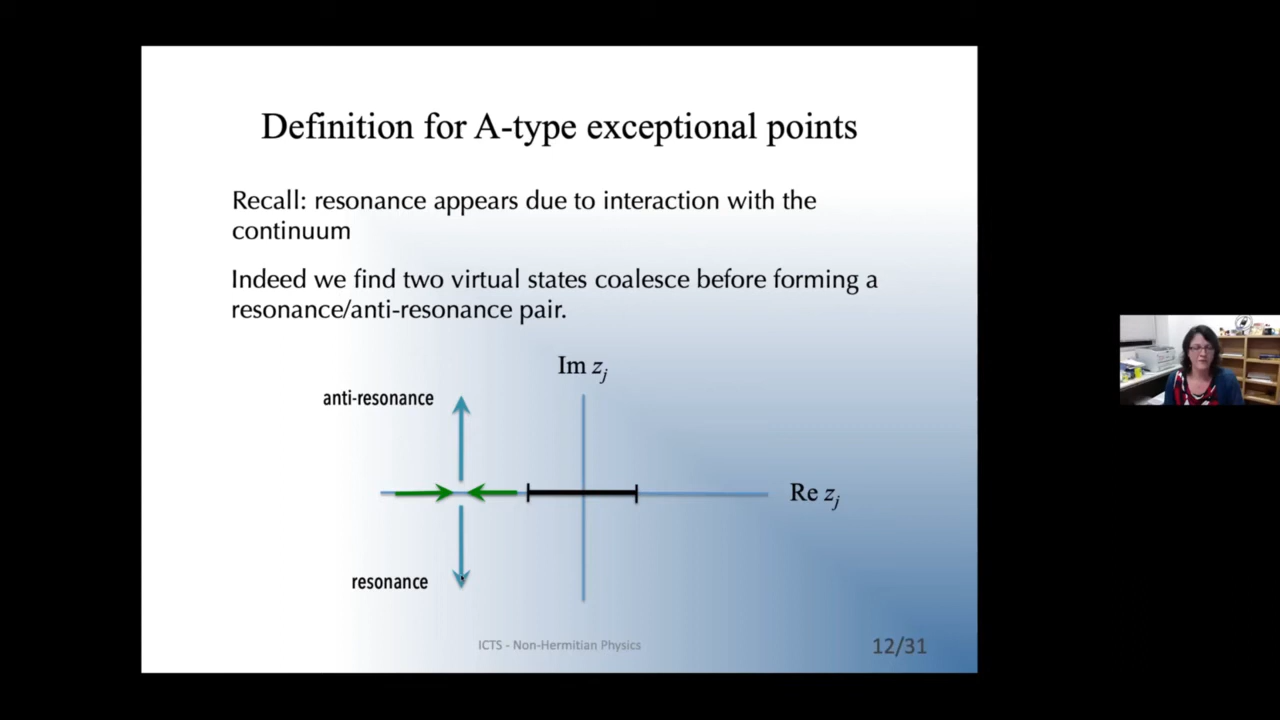 Definition for A-type exceptional points
Recall: resonance appears due to interaction with the
continuum
Indeed we find two virtual states coalesce before forming a
resonance/anti-resonance pair.
Im zj
anti-resonance
Re zj
resonance
ICTS - Non-Hermitian Physics
12/31